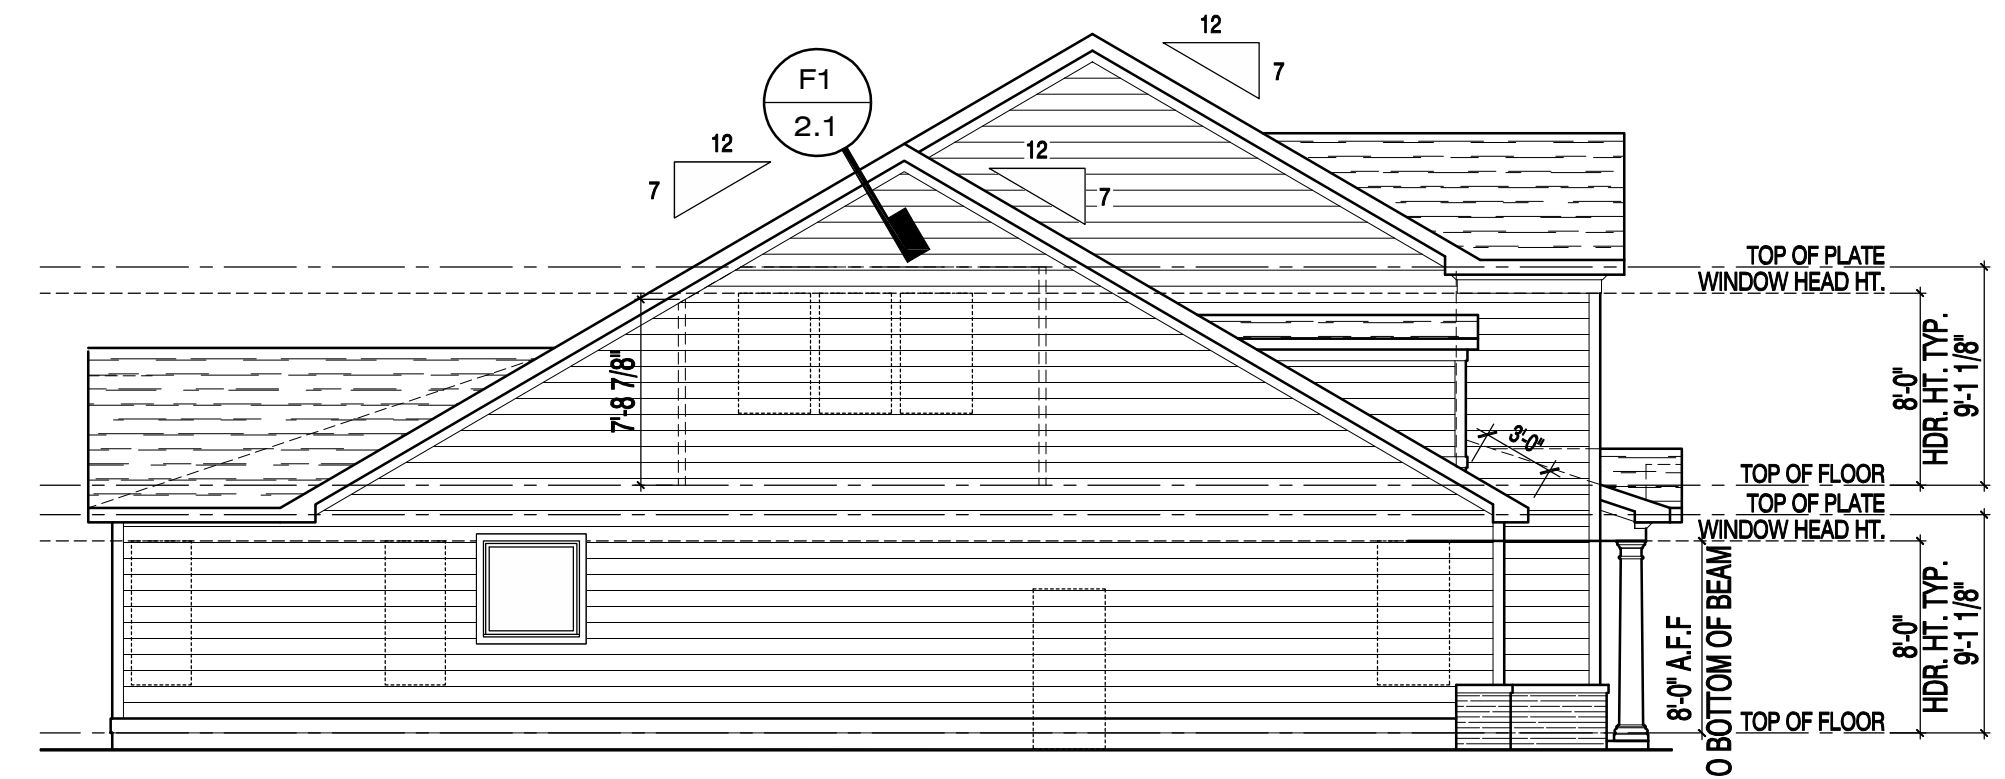 12
7
F1
2.1
12
7
12
7
TOP OF PLATE
WINDOW HEAD HT.
7'-8 7/8"
8'-0"
HDR. HT. TYP.
9'-1 1/8"
3'-0"
TOP OF FLOOR
TOP OF PLATE
WINDOW HEAD HT.
8'-0" A.F.F
O BOTTOM OF BEAM
8'-0"
HDR. HT. TYP.
9'-1 1/8"
TOP OF FLOOR